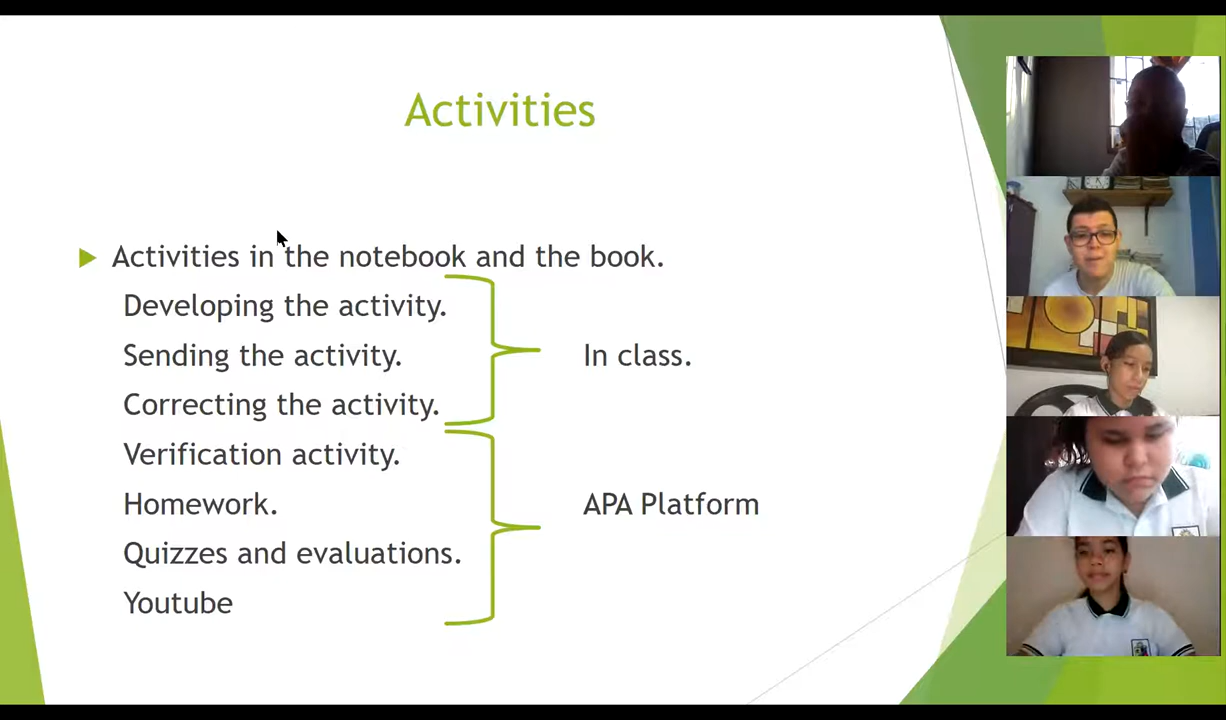 Activities
Activities in the notebook and the book.
Developing the activity.
Sending the activity.
In class.
Correcting the activity.
Verification activity.
Homework.
APA Platform
Quizzes and evaluations.
Youtube